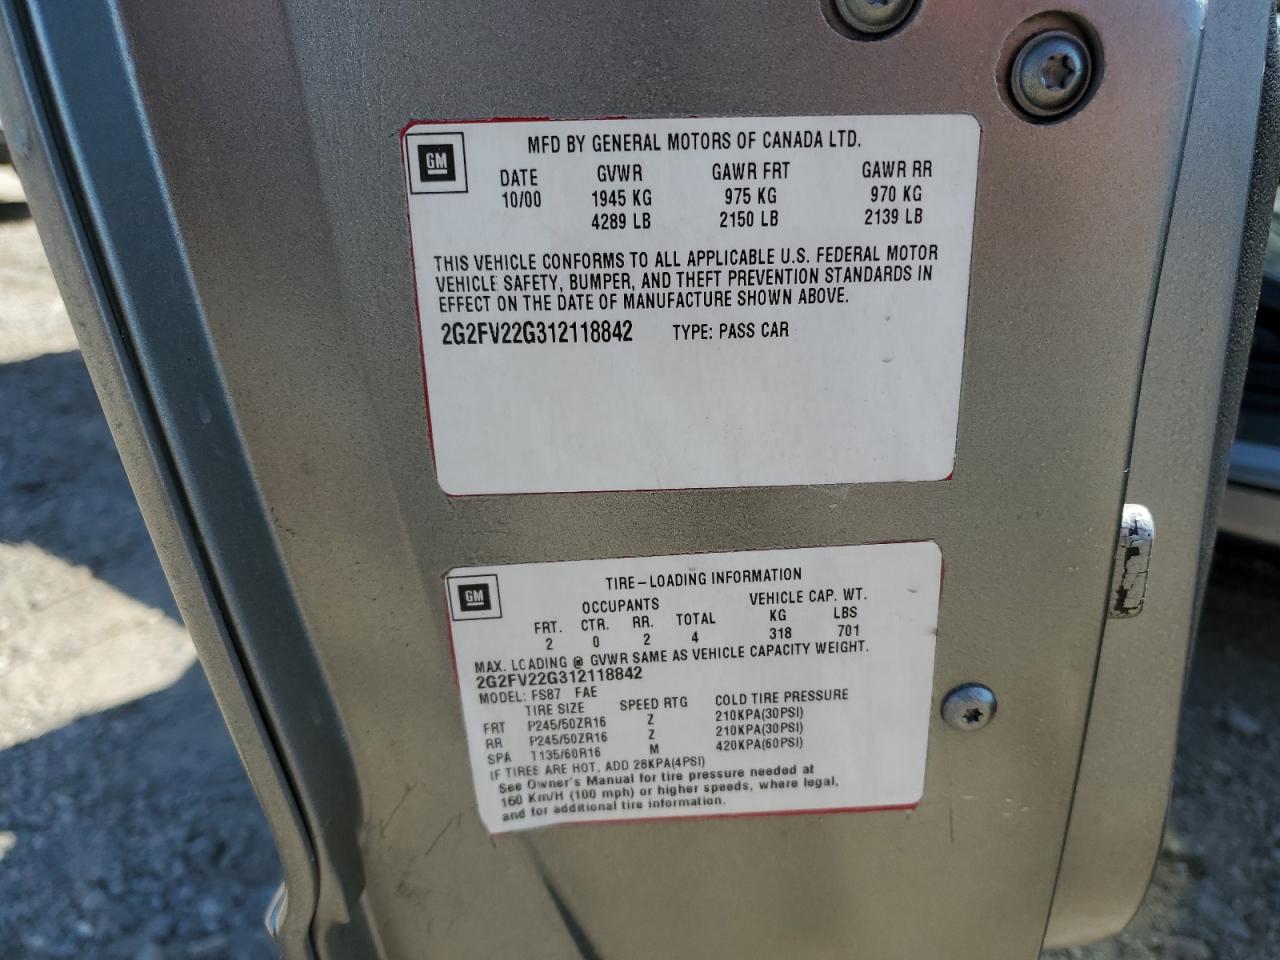 GM
MFD BY GENERAL MOTORS OF CANADA LTD.
DATE GVWR GAWR FRT GAWR RR
10/00 1945 KG 975 KG 970 KG
4289 LB 2150 LB 2139 LB
THIS VEHICLE CONFORMS TO ALL APPLICABLE U.S. FEDERAL MOTOR
VEHICLE SAFETY, BUMPER, AND THEFT PREVENTION STANDARDS IN
EFFECT ON THE DATE OF MANUFACTURE SHOWN ABOVE.
2G2FV22G312118842 TYPE: PASS CAR
GM
TIRE-LOADING INFORMATION
OCCUPANTS VEHICLE CAP. WT.
FRT. CTR. RR. TOTAL KG LBS
2 0 2 4 318 701
MAX. LOADING @ GVWR SAME AS VEHICLE CAPACITY WEIGHT.
2G2FV22G312118842
MODEL: FS87 FAE
TIRE SIZE SPEED RTG COLD TIRE PRESSURE
FRT P245/50ZR16 Z 210KPA(30PSI)
RR P245/50ZR16 Z 210KPA(30PSI)
SPA T135/60R16 M 420KPA(60PSI)
IF TIRES ARE HOT, ADD 28KPA(4PSI)
See Owner's Manual for tire pressure needed at
160 Km/H (100 mph) or higher speeds, where legal,
and for additional tire information.